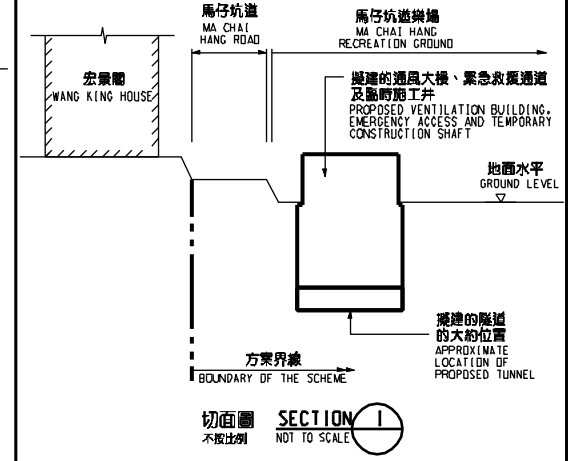 馬仔坑道
MA CHAI
HANG ROAD
馬仔坑遊樂場
MA CHAI HANG
RECREATION GROUND
宏景閣
WANG KING HOUSE
擬建的通風大樓、緊急救援通道
及臨時施工井
PROPOSED VENTILATION BUILDING,
EMERGENCY ACCESS AND TEMPORARY
CONSTRUCTION SHAFT
地面水平
GROUND LEVEL
擬建的隧道
的大約位置
APPROXIMATE
LOCATION OF
PROPOSED TUNNEL
方案界線
BOUNDARY OF THE SCHEME
切面圖 SECTION 1
不按比例 NOT TO SCALE